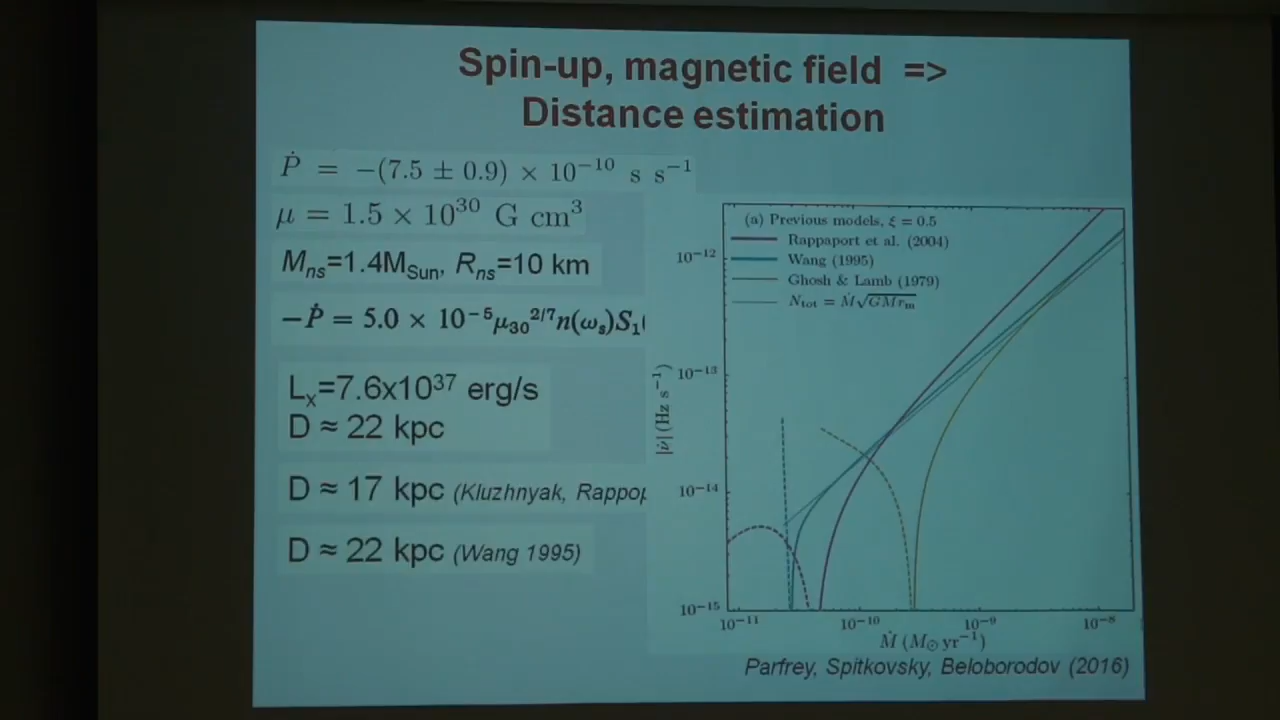 Spin-up, magnetic field =>
Distance estimation
Ṗ = −(7.5 ± 0.9) × 10⁻¹⁰ s s⁻¹
μ = 1.5 × 10³⁰ G cm³
Mₙₛ=1.4M_Sun, Rₙₛ=10 km
−Ṗ = 5.0 × 10⁻⁵μ₃₀^2/7 n(ωₛ)S₁(
Lₓ=7.6x10³⁷ erg/s
D ≈ 22 kpc
D ≈ 17 kpc (Kluzhnyak, Rappop
D ≈ 22 kpc (Wang 1995)
(a) Previous models, ξ = 0.5
Rappaport et al. (2004)
Wang (1995)
Ghosh & Lamb (1979)
N_tot = Ṁ√GMr_m
|ν̇| (Hz s⁻¹)
10⁻¹²
10⁻¹³
10⁻¹⁴
10⁻¹⁵
10⁻¹¹ 10⁻¹⁰ 10⁻⁹ 10⁻⁸
Ṁ (M⊙ yr⁻¹)
Parfrey, Spitkovsky, Beloborodov (2016)